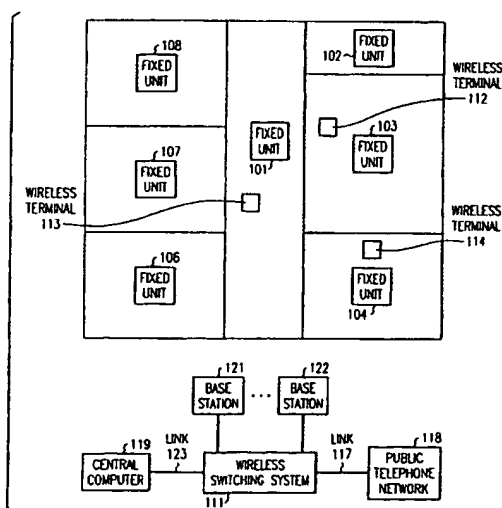 108
FIXED
UNIT
102
FIXED
UNIT
WIRELESS
TERMINAL
112
FIXED
UNIT
101
103
FIXED
UNIT
107
FIXED
UNIT
WIRELESS
TERMINAL
113
WIRELESS
TERMINAL
114
106
FIXED
UNIT
FIXED
UNIT
104
121
BASE
STATION
...
122
BASE
STATION
119
CENTRAL
COMPUTER
LINK
123
WIRELESS
SWITCHING SYSTEM
111
LINK
117
118
PUBLIC
TELEPHONE
NETWORK